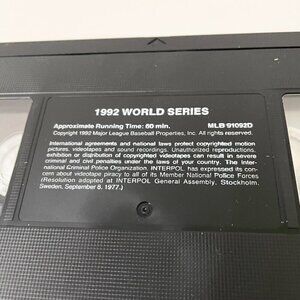 1992 WORLD SERIES
Approximate Running Time: 60 min. MLB 91092D
Copyright 1992 Major League Baseball Properties, Inc. All rights reserved.
International agreements and national laws protect copyrighted motion
pictures, videotapes and sound recordings. Unauthorized reproductions,
exhibition or distribution of copyrighted videotapes can result in severe
criminal and civil penalties under the laws of your country. The Inter-
national Criminal Police Organization, INTERPOL has expressed its con-
cern about videotape piracy to all of its Member National Police Forces
(Resolution adopted at INTERPOL General Assembly, Stockholm,
Sweden, September 8, 1977.)